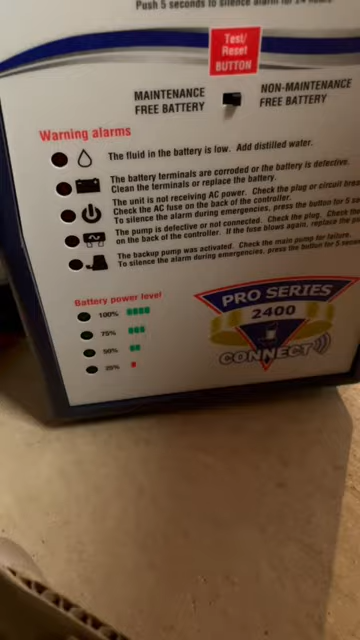 Push 5 seconds to silence alarm for 24 hours.
Test/
Reset
BUTTON
MAINTENANCE
FREE BATTERY
NON-MAINTENANCE
FREE BATTERY
Warning alarms
The fluid in the battery is low. Add distilled water.
The battery terminals are corroded or the battery is defective.
Clean the terminals or replace the battery.
The unit is not receiving AC power. Check the plug or circuit
Check the AC fuse on the back of the controller.
To silence the alarm during emergencies, press the button for 5
The pump is defective or not connected. Check the plug. Check
on the back of the controller. If the fuse blows again, replace the
The backup pump was activated. Check the main pump for failure.
To silence the alarm during emergencies, press the button for 5
Battery power level
100%
75%
50%
25%
PRO SERIES
2400
CONNECT